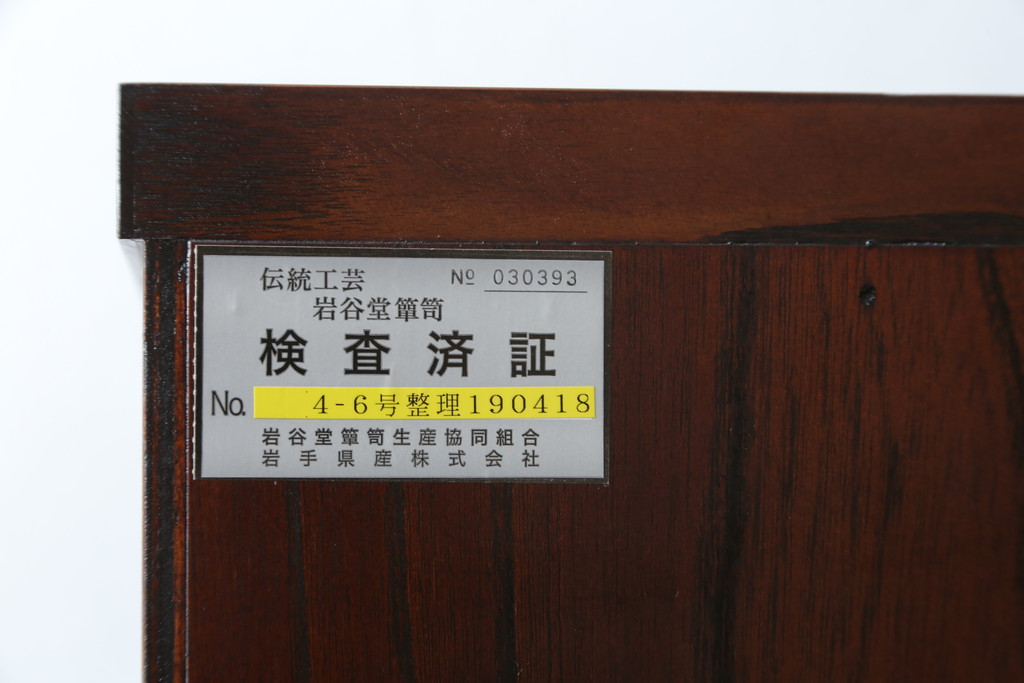 伝統工芸 № 030393
岩谷堂簞笥
検査済証
No. 4-6号整理190418
岩谷堂簞笥生産協同組合
岩手県産株式会社